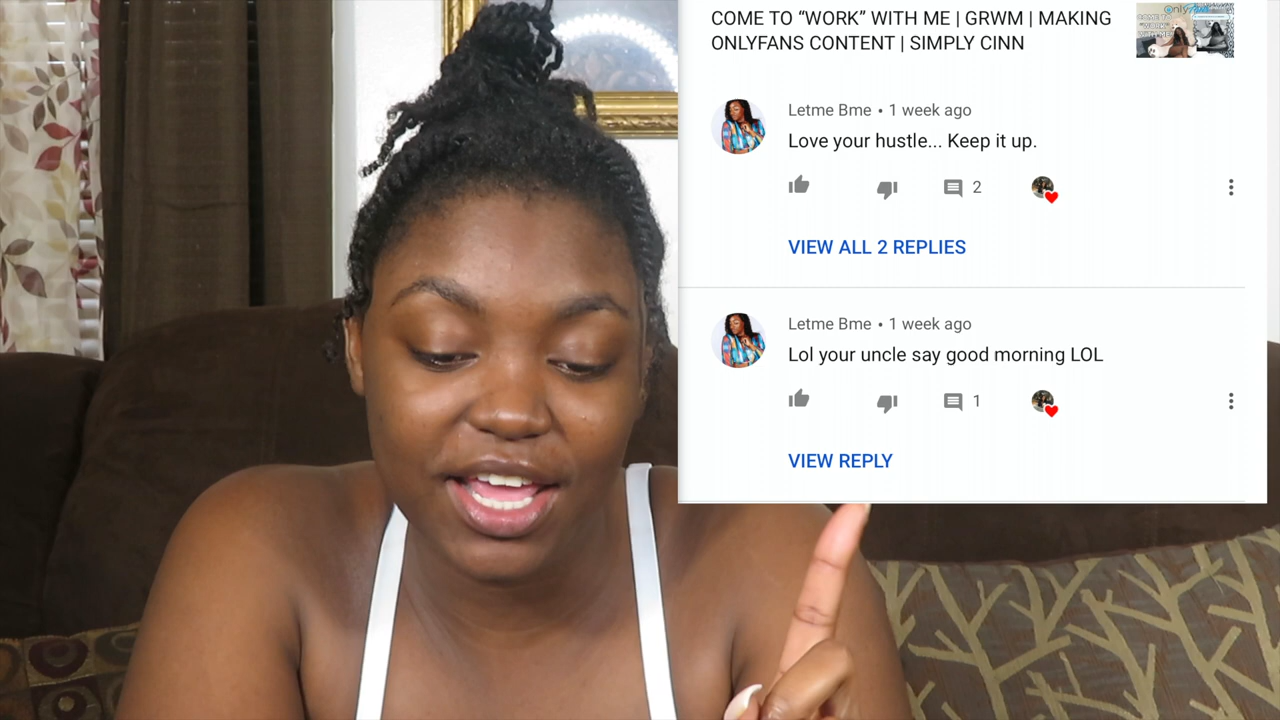 COME TO “WORK” WITH ME | GRWM | MAKING
ONLYFANS CONTENT | SIMPLY CINN
Letme Bme • 1 week ago
Love your hustle... Keep it up.
2
VIEW ALL 2 REPLIES
Letme Bme • 1 week ago
Lol your uncle say good morning LOL
1
VIEW REPLY